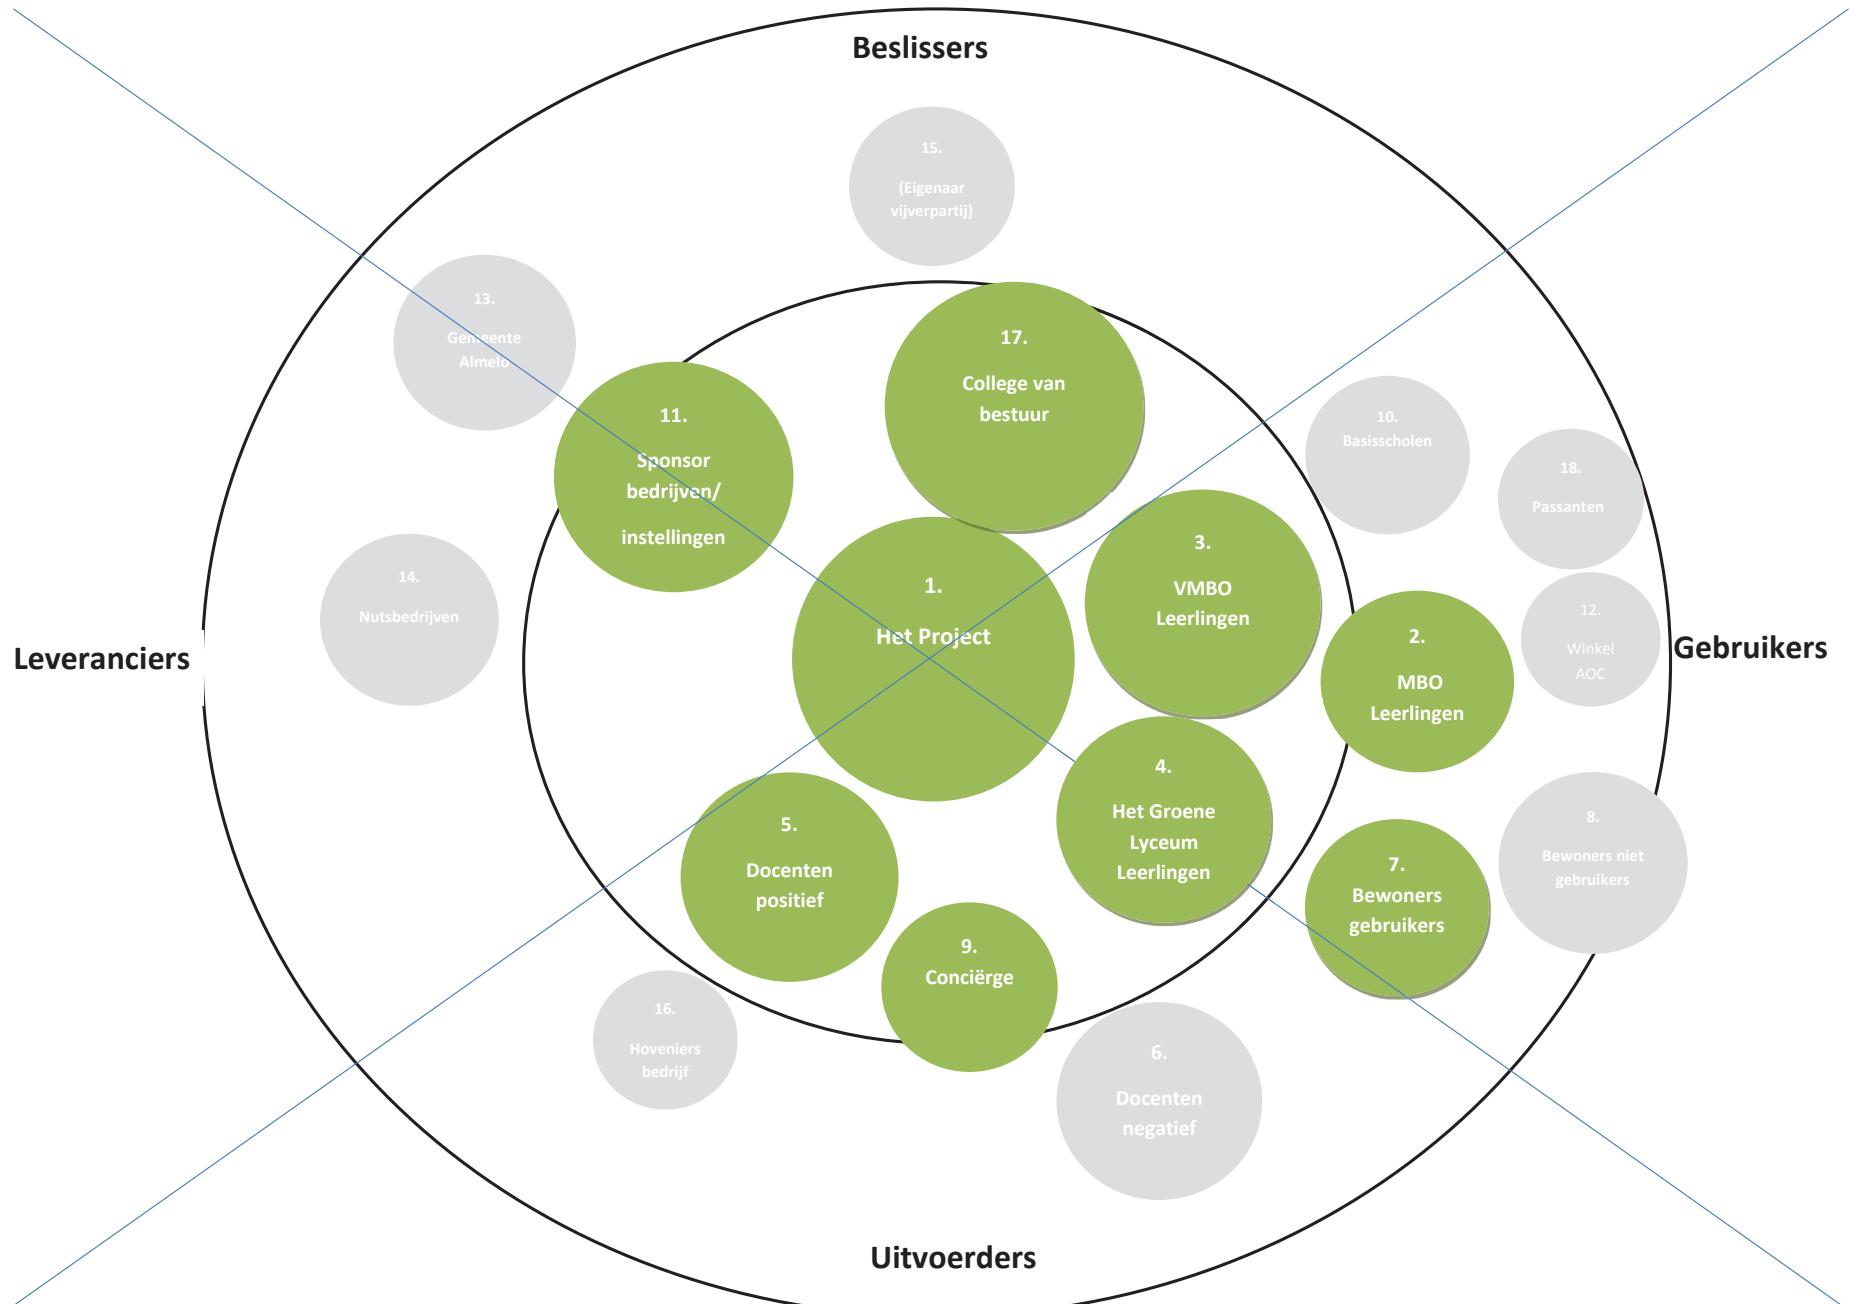 Beslissers
15.
(Eigenaar
vijverpartij)
13.
Gemeente
Almelo
17.
College van
bestuur
11.
Sponsor
bedrijven/
instellingen
10.
Basisscholen
18.
Passanten
3.
VMBO
Leerlingen
14.
Nutsbedrijven
1.
Het Project
2.
MBO
Leerlingen
12.
Winkel
AOC
Leveranciers
Gebruikers
4.
Het Groene
Lyceum
Leerlingen
5.
Docenten
positief
7.
Bewoners
gebruikers
8.
Bewoners niet
gebruikers
9.
Conciërge
16.
Hoveniers
bedrijf
6.
Docenten
negatief
Uitvoerders